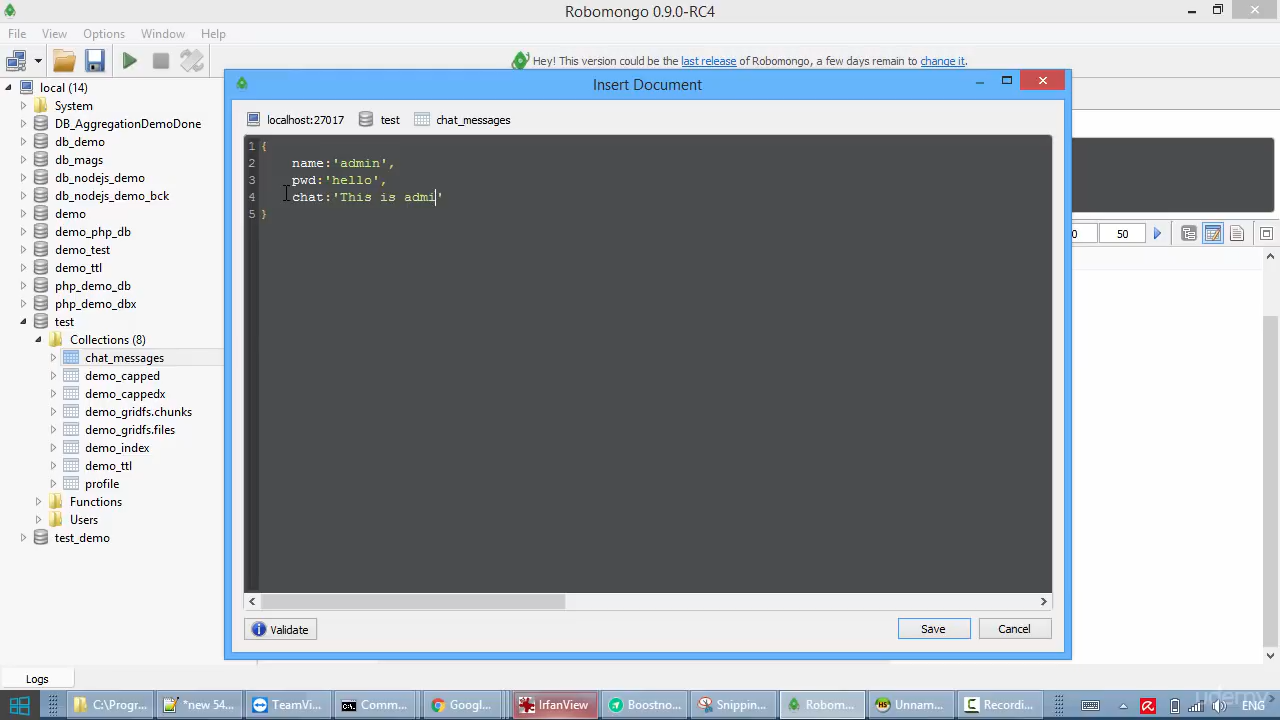 Robomongo 0.9.0-RC4
File View Options Window Help
Hey! This version could be the last release of Robomongo, a few days remain to change it.
local (14)
System
DB_AggregationDemoDone
db_demo
db_mags
db_nodejs_demo
db_nodejs_demo_bck
demo
demo_php_db
demo_test
demo_ttl
php_demo_db
php_demo_dbx
test
Collections (8)
chat_messages
demo_capped
demo_cappedx
demo_gridfs.chunks
demo_gridfs.files
demo_index
demo_ttl
profile
Functions
Users
test_demo
Insert Document
localhost:27017 test chat_messages
1 {
2 name:'admin',
3 pwd:'hello',
4 chat:'This is admi'
5 }
0 50
Validate Save Cancel
Logs
C:\Progr... *new 54... TeamVi... Comm... Googl... IrfanView Boostno... Snippin... Robom... Unnam... Recordi... ENG
udemy